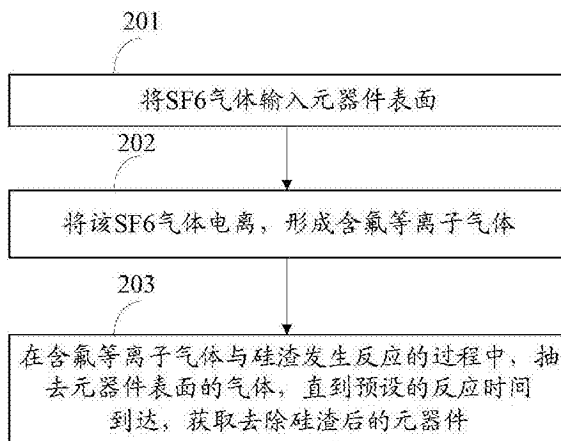 201
将SF6气体输入元器件表面
202
将该SF6气体电离，形成含氟等离子气体
203
在含氟等离子气体与硅渣发生反应的过程中，抽
去元器件表面的气体，直到预设的反应时间
到达，获取去除硅渣后的元器件